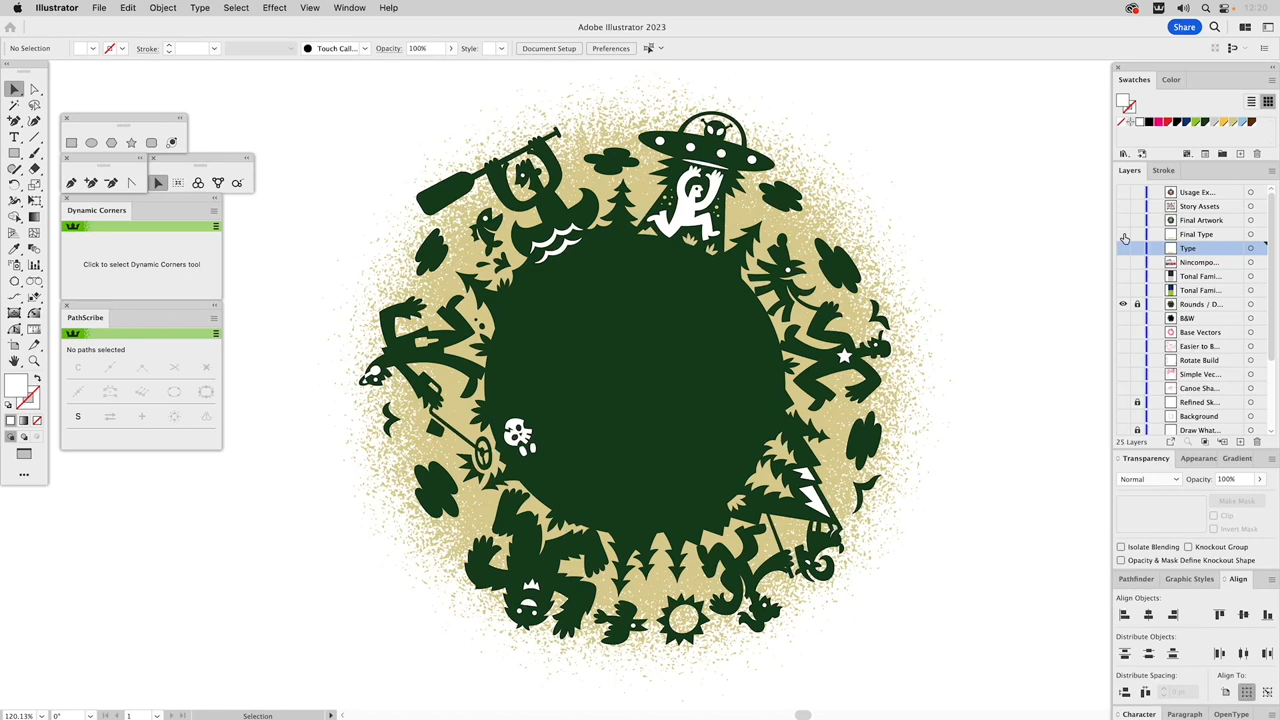 Illustrator File Edit Object Type Select Effect View Window Help 12:20
Adobe Illustrator 2023
Share
No Selection Stroke: Touch Call... Opacity: 100% Style: Document Setup Preferences
Swatches Color
Layers Stroke
Usage Ex...
Story Assets
Final Artwork
Final Type
Type
Nincompo...
Tonal Fami...
Tonal Fami...
Rounds / D...
B&W
Base Vectors
Easier to B...
Rotate Build
Simple Vec...
Canoe Sha...
Refined Sk...
Background
Draw What...
25 Layers
Transparency Appearanc Gradient
Normal Opacity: 100%
Make Mask
Clip
Invert Mask
Isolate Blending Knockout Group
Opacity & Mask Define Knockout Shape
Pathfinder Graphic Styles Align
Align Objects:
Distribute Objects:
Distribute Spacing: Align To:
0 pt
Character Paragraph OpenType
Dynamic Corners
Click to select Dynamic Corners tool
PathScribe
No paths selected
C
S
120.13% 0° 1 Selection